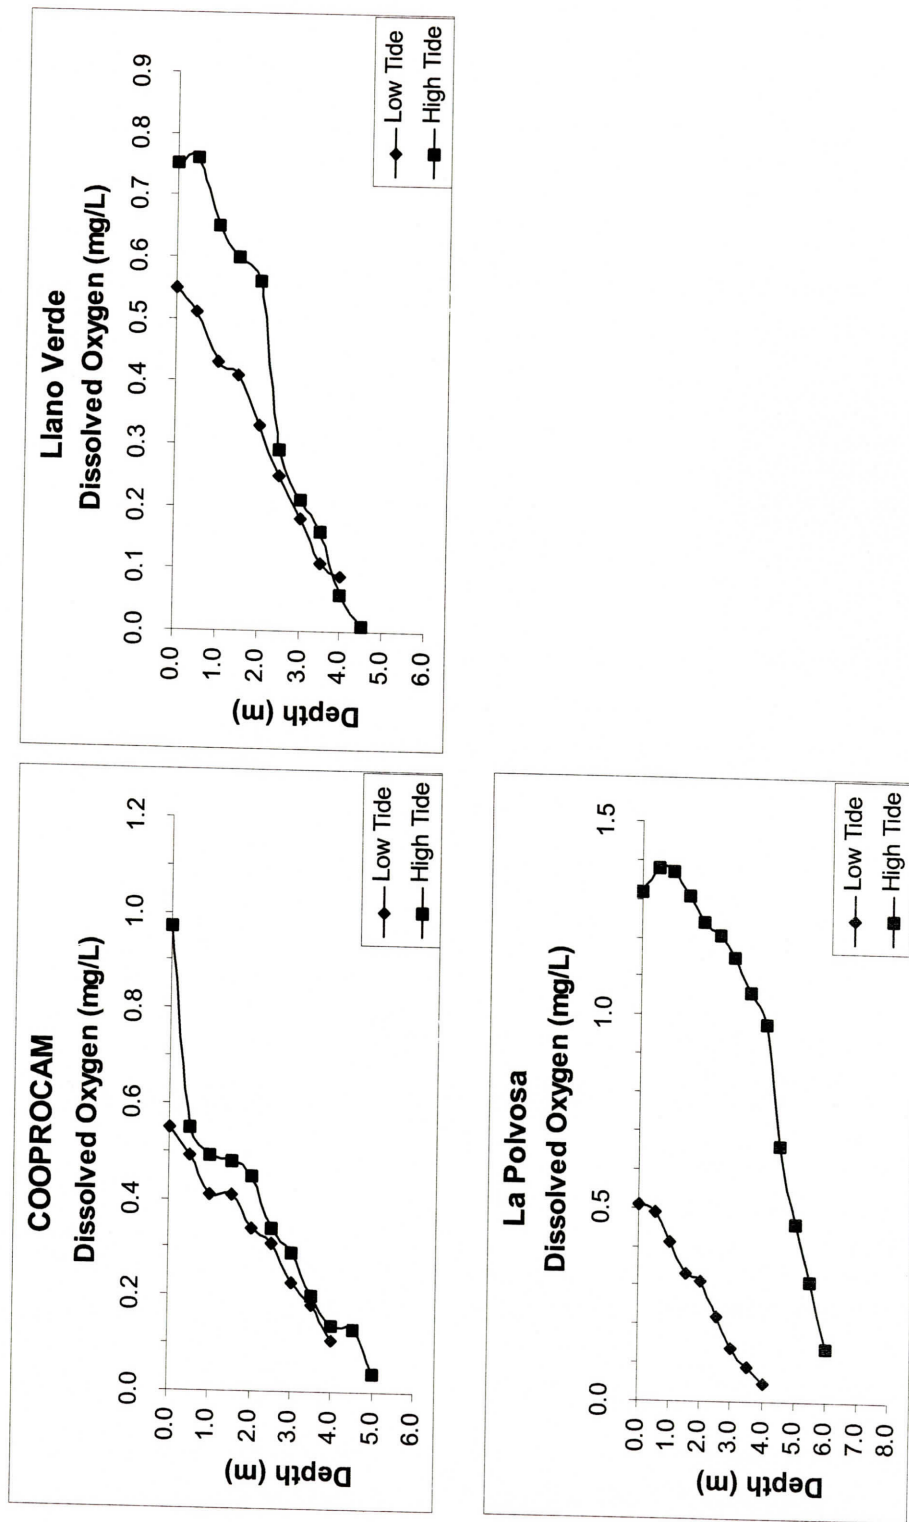 COOPROCAM
Dissolved Oxygen (mg/L)
0.0 0.2 0.4 0.6 0.8 1.0 1.2
0.0
1.0
2.0
3.0
4.0
5.0
6.0
Depth (m)
Low Tide
High Tide
Llano Verde
Dissolved Oxygen (mg/L)
0.0 0.1 0.2 0.3 0.4 0.5 0.6 0.7 0.8 0.9
0.0
1.0
2.0
3.0
4.0
5.0
6.0
Depth (m)
Low Tide
High Tide
La Polvosa
Dissolved Oxygen (mg/L)
0.0 0.5 1.0 1.5
0.0
1.0
2.0
3.0
4.0
5.0
6.0
7.0
8.0
Depth (m)
Low Tide
High Tide